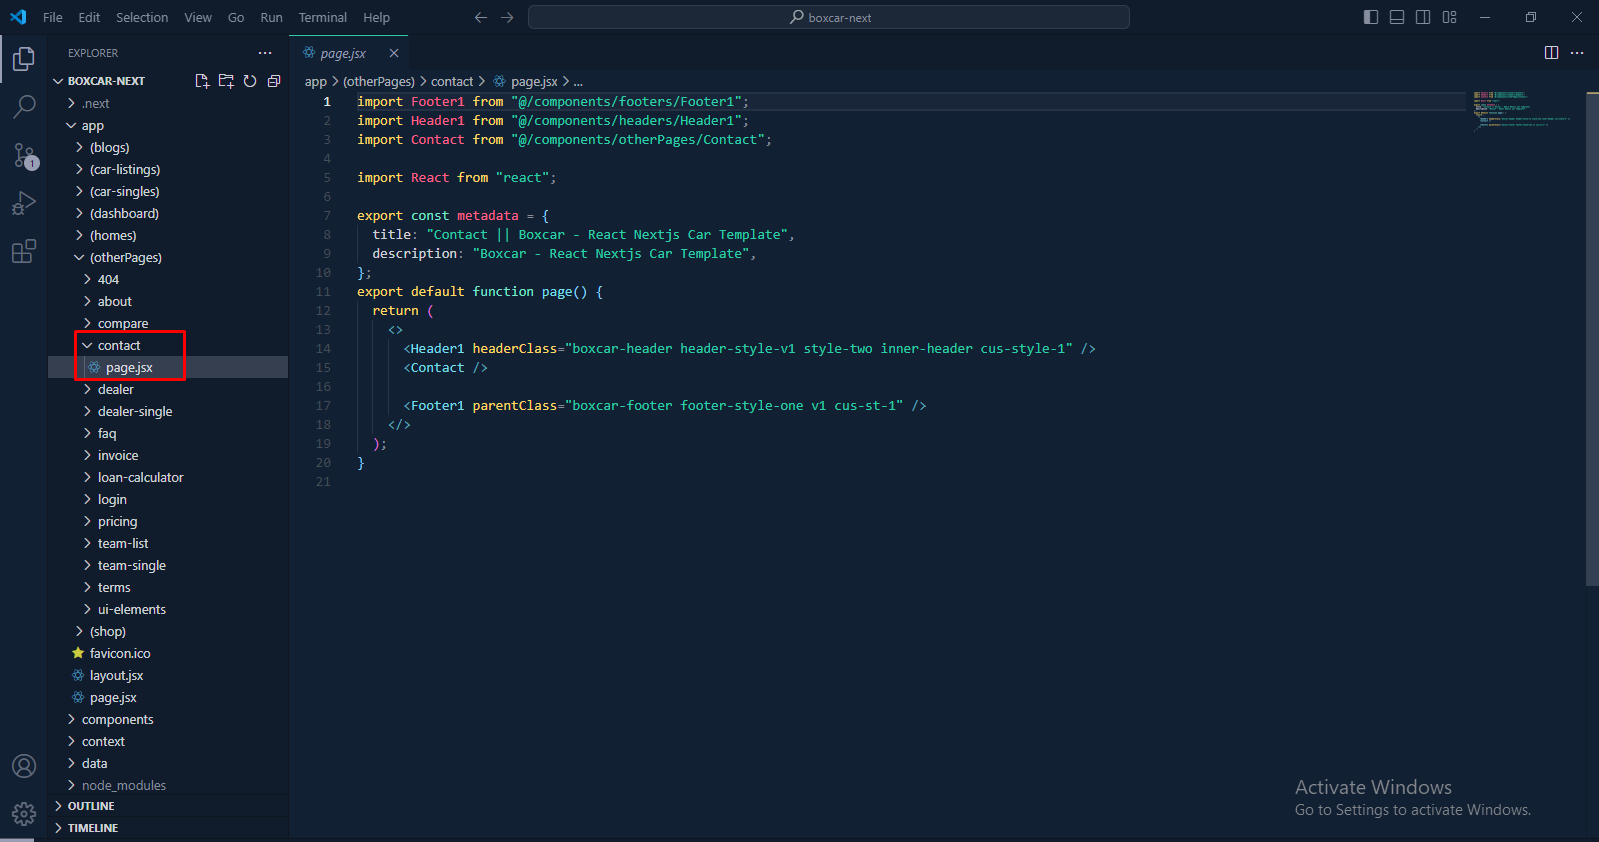 File Edit Selection View Go Run Terminal Help
boxcar-next
EXPLORER
BOXCAR-NEXT
.next
app
(blogs)
(car-listings)
(car-singles)
(dashboard)
(homes)
(otherPages)
404
about
compare
contact
page.jsx
dealer
dealer-single
faq
invoice
loan-calculator
login
pricing
team-list
team-single
terms
ui-elements
(shop)
favicon.ico
layout.jsx
page.jsx
components
context
data
node_modules
OUTLINE
TIMELINE
1
page.jsx
app > (otherPages) > contact > page.jsx > ...
1 import Footer1 from "@/components/footers/Footer1";
2 import Header1 from "@/components/headers/Header1";
3 import Contact from "@/components/otherPages/Contact";
4
5 import React from "react";
6
7 export const metadata = {
8 title: "Contact || Boxcar - React Nextjs Car Template",
9 description: "Boxcar - React Nextjs Car Template",
10 };
11 export default function page() {
12 return (
13 <>
14 <Header1 headerClass="boxcar-header header-style-v1 style-two inner-header cus-style-1" />
15 <Contact />
16
17 <Footer1 parentClass="boxcar-footer footer-style-one v1 cus-st-1" />
18 </>
19 );
20 }
21
Activate Windows
Go to Settings to activate Windows.